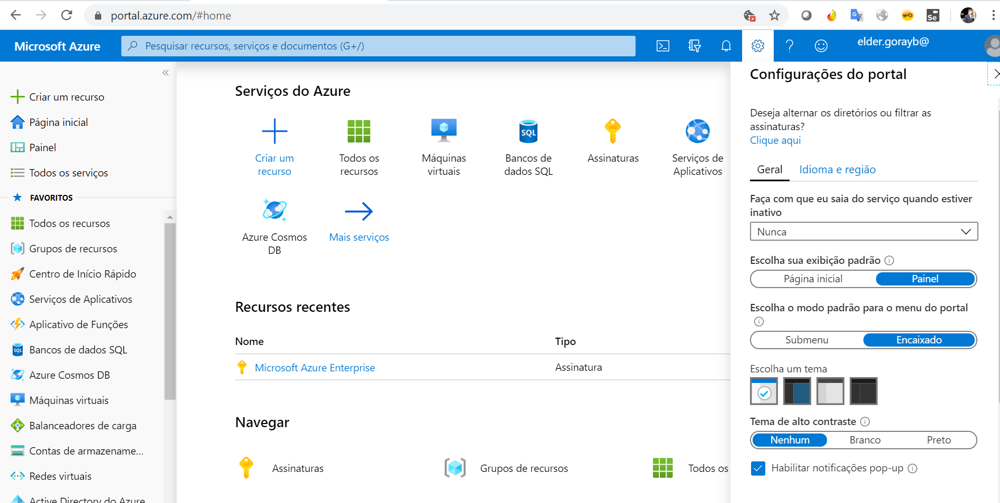 portal.azure.com/#home
Microsoft Azure
Pesquisar recursos, serviços e documentos (G+/)
elder.gorayb@
Criar um recurso
Página inicial
Painel
Todos os serviços
FAVORITOS
Todos os recursos
Grupos de recursos
Centro de Início Rápido
Serviços de Aplicativos
Aplicativo de Funções
SQL
Bancos de dados SQL
Azure Cosmos DB
Máquinas virtuais
Balanceadores de carga
Contas de armazename...
Redes virtuais
Active Directory do Azure
Serviços do Azure
Criar um
recurso
Todos os
recursos
Máquinas
virtuais
SQL
Bancos de
dados SQL
Assinaturas
Serviços de
Aplicativos
Azure Cosmos
DB
Mais serviços
Recursos recentes
Nome
Tipo
Microsoft Azure Enterprise
Assinatura
Navegar
Assinaturas
Grupos de recursos
Todos os
Configurações do portal
Deseja alternar os diretórios ou filtrar as
assinaturas?
Clique aqui
Geral
Idioma e região
Faça com que eu saia do serviço quando estiver
inativo
Nunca
Escolha sua exibição padrão
Página inicial
Painel
Escolha o modo padrão para o menu do portal
Submenu
Encaixado
Escolha um tema
Tema de alto contraste
Nenhum
Branco
Preto
Habilitar notificações pop-up
Se